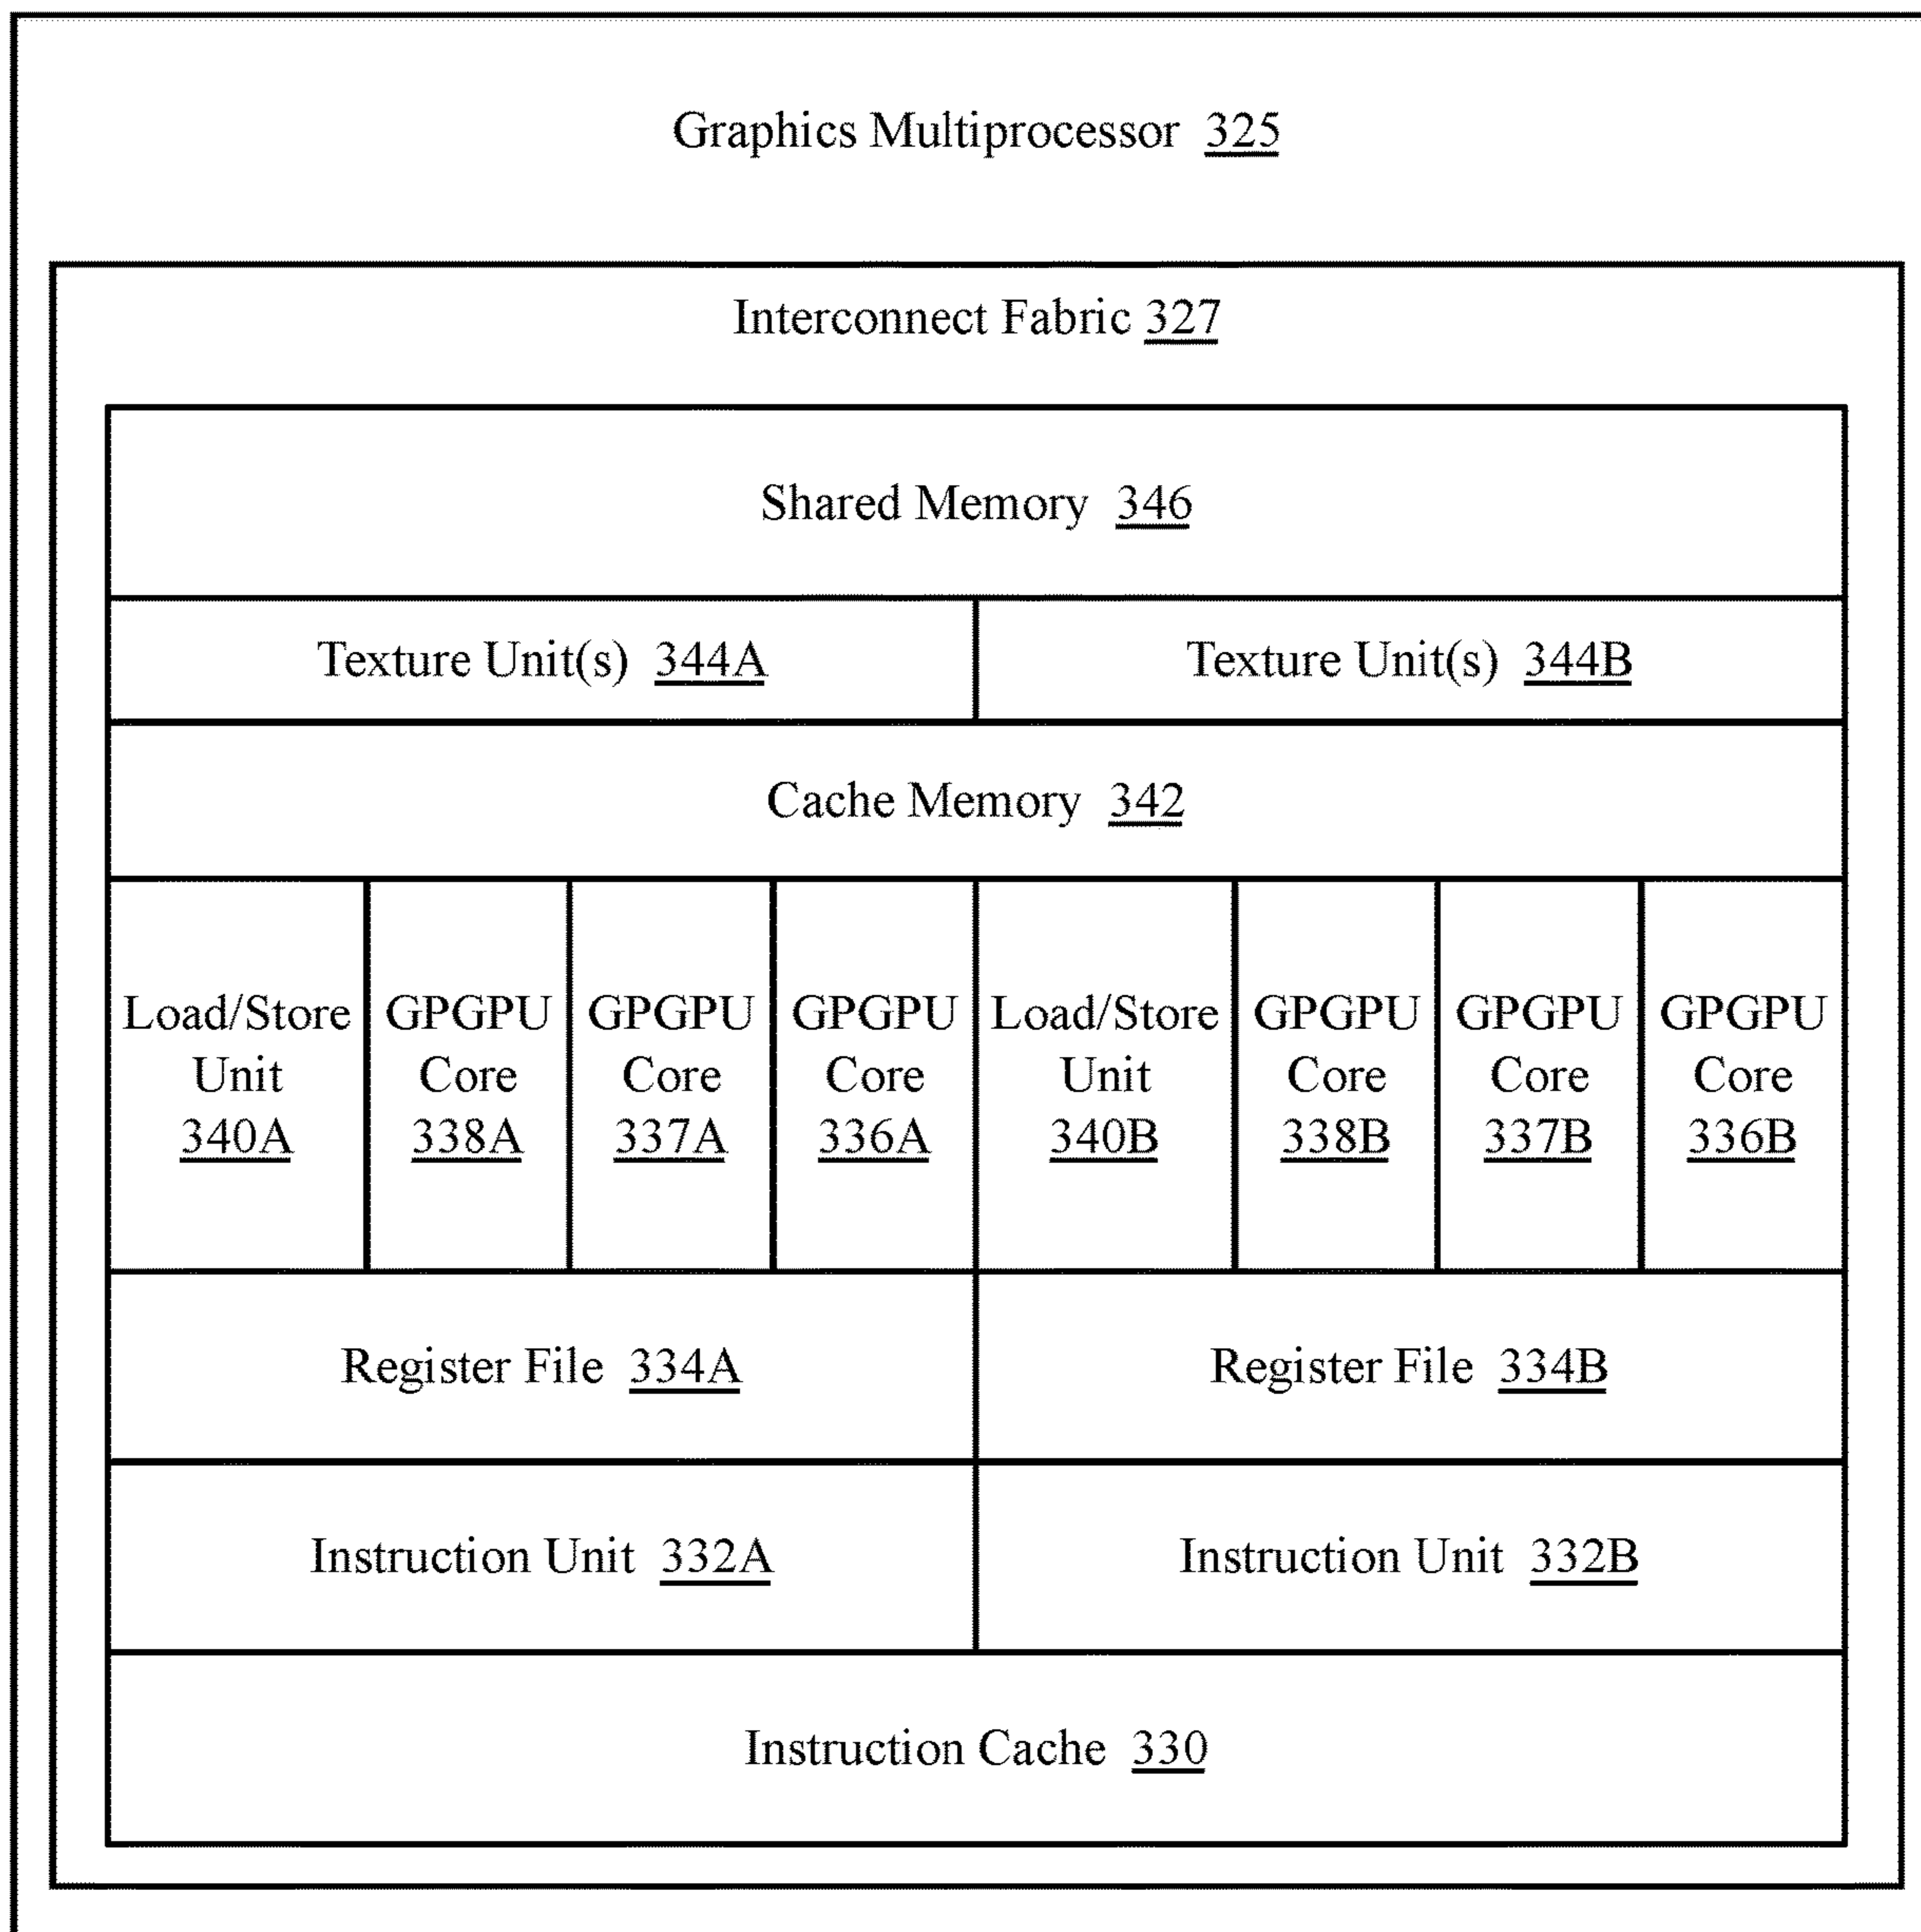 Graphics Multiprocessor 325
Interconnect Fabric 327
Shared Memory 346
Texture Unit(s) 344A
Texture Unit(s) 344B
Cache Memory 342
Load/Store
Unit
340A
GPGPU
Core
338A
GPGPU
Core
337A
GPGPU
Core
336A
Load/Store
Unit
340B
GPGPU
Core
338B
GPGPU
Core
337B
GPGPU
Core
336B
Register File 334A
Register File 334B
Instruction Unit 332A
Instruction Unit 332B
Instruction Cache 330